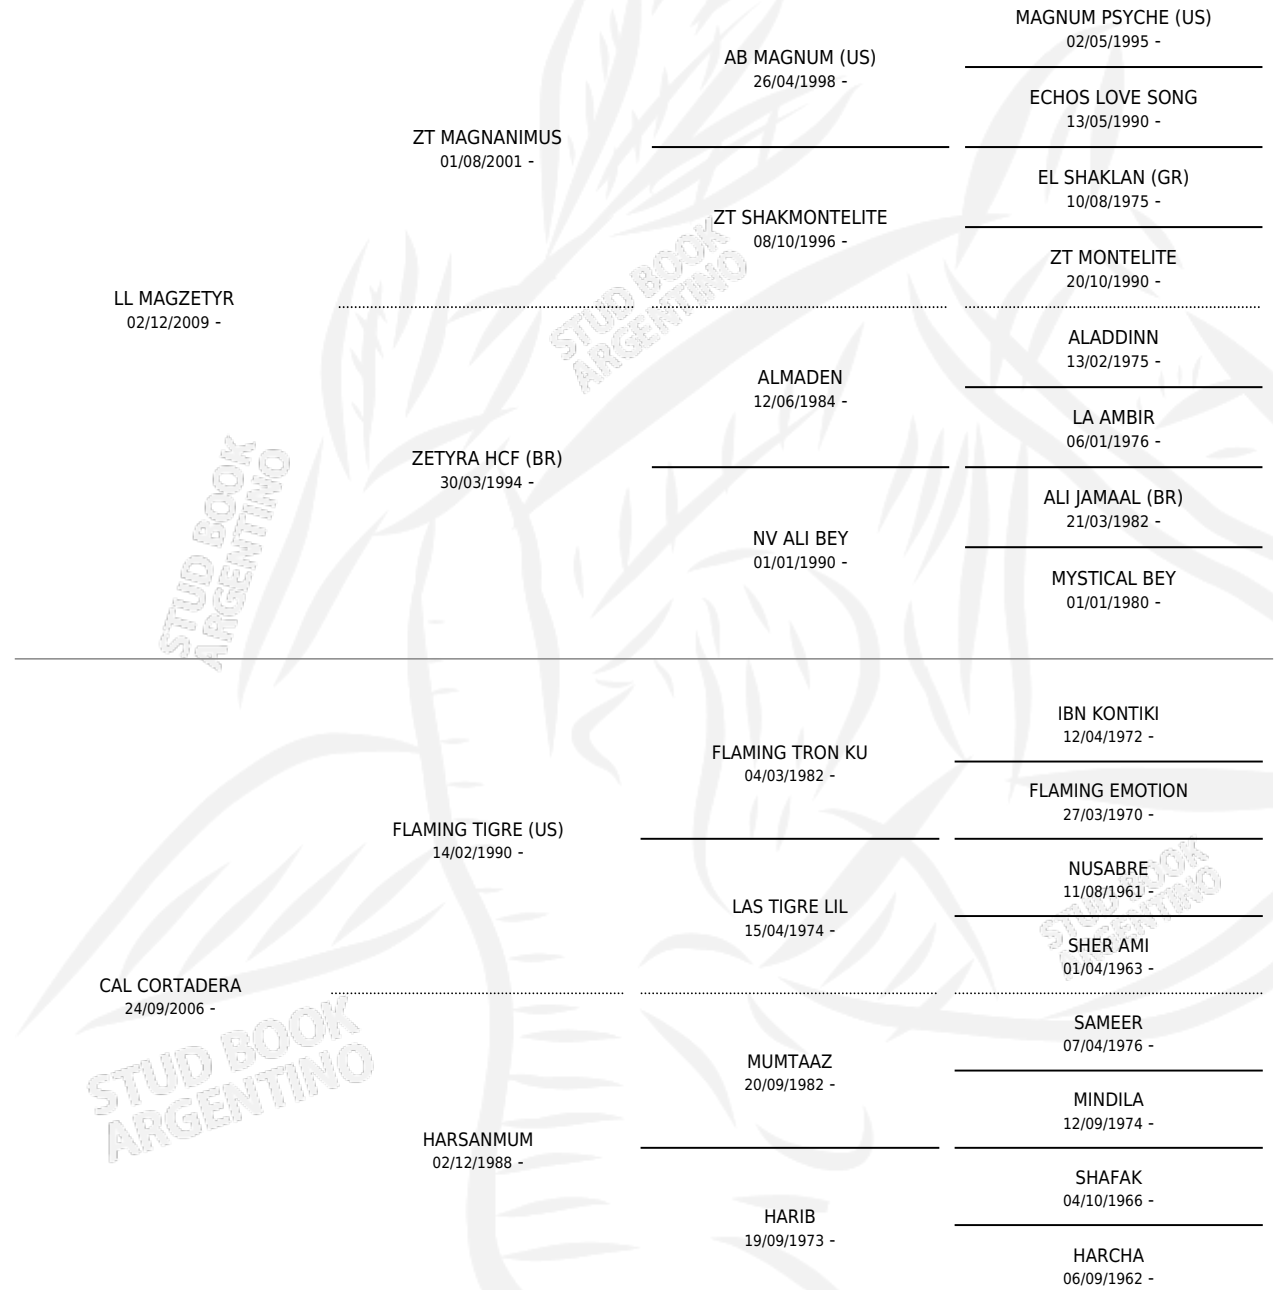 MAGNUM PSYCHE (US)
02/05/1995 -
AB MAGNUM (US)
26/04/1998 -
ECHOS LOVE SONG
13/05/1990 -
ZT MAGNANIMUS
01/08/2001 -
EL SHAKLAN (GR)
10/08/1975 -
ZT SHAKMONTELITE
08/10/1996 -
ZT MONTELITE
20/10/1990 -
LL MAGZETYR
02/12/2009 -
STUD BOOK
ARGENTINO
ALADDINN
13/02/1975 -
ALMADEN
12/06/1984 -
LA AMBIR
06/01/1976 -
ZETYRA HCF (BR)
30/03/1994 -
ALI JAMAAL (BR)
21/03/1982 -
NV ALI BEY
01/01/1990 -
MYSTICAL BEY
01/01/1980 -
STUD BOOK
ARGENTINO
IBN KONTIKI
12/04/1972 -
FLAMING TRON KU
04/03/1982 -
FLAMING EMOTION
27/03/1970 -
FLAMING TIGRE (US)
14/02/1990 -
NUSABRE
11/08/1961 -
LAS TIGRE LIL
15/04/1974 -
SHER AMI
01/04/1963 -
STUD BOOK
ARGENTINO
CAL CORTADERA
24/09/2006 -
SAMEER
07/04/1976 -
MUMTAAZ
20/09/1982 -
MINDILA
12/09/1974 -
STUD BOOK
ARGENTINO
HARSANMUM
02/12/1988 -
SHAFAK
04/10/1966 -
HARIB
19/09/1973 -
HARCHA
06/09/1962 -